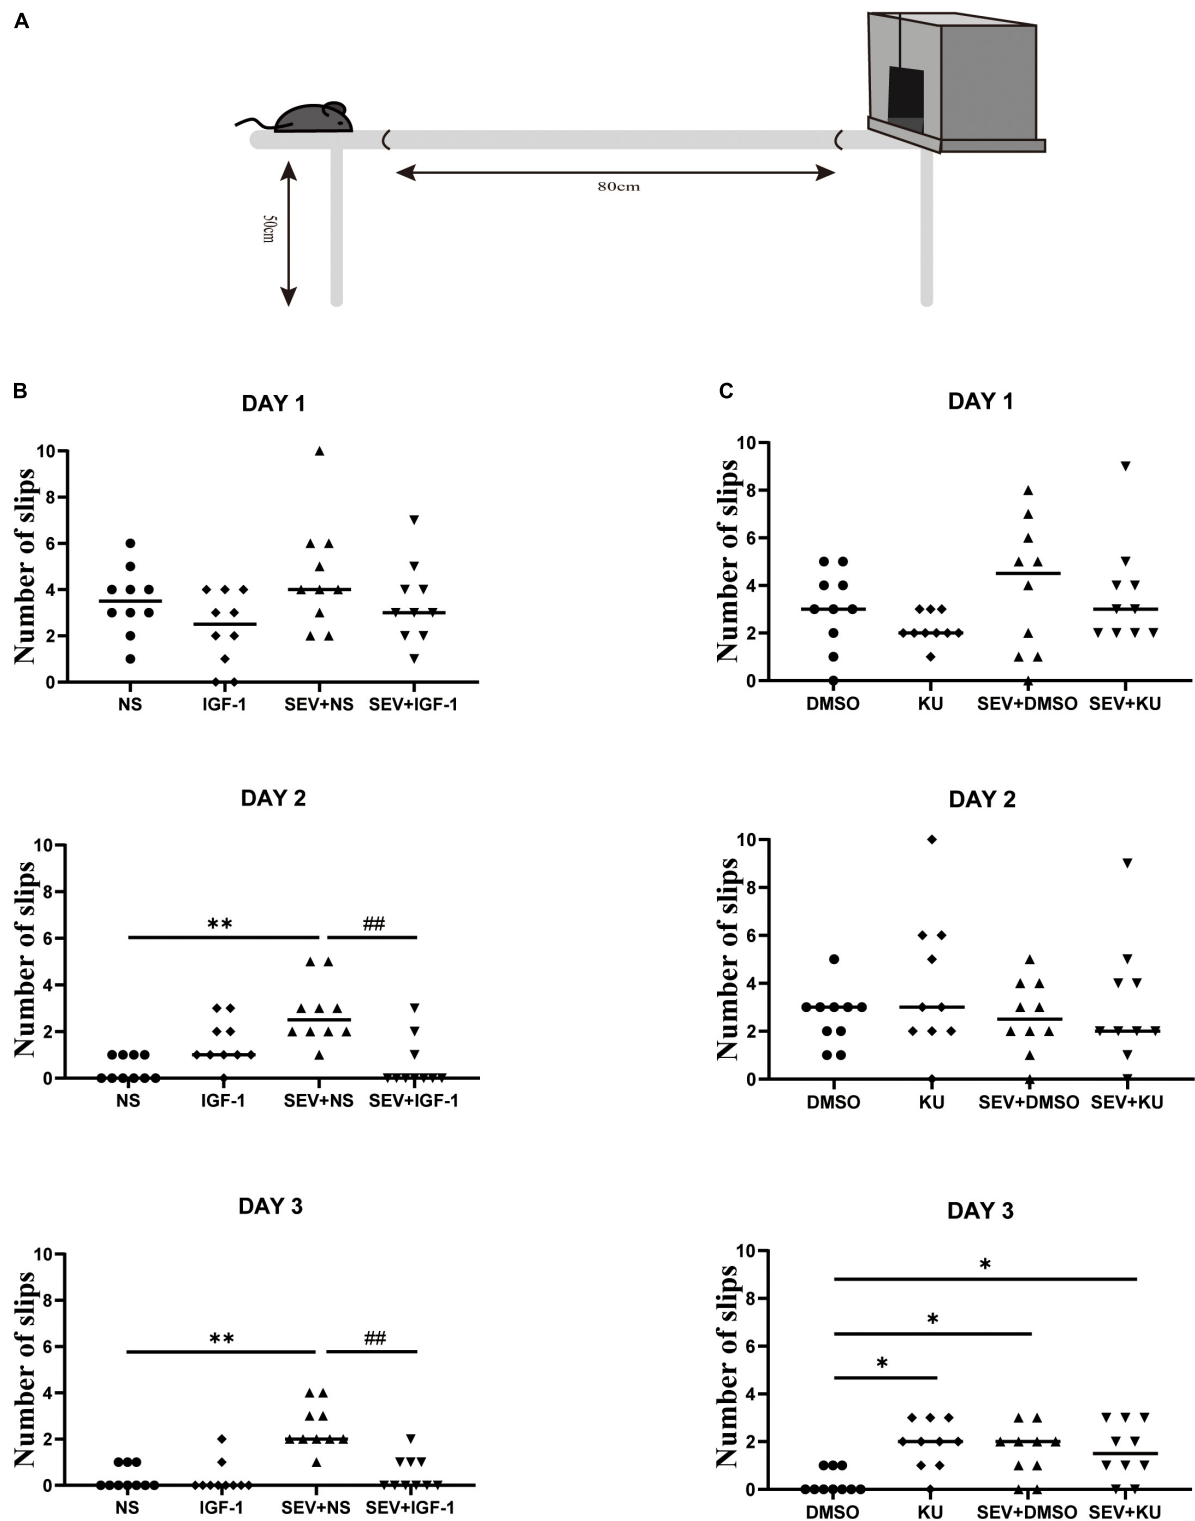 A
80cm
50cm
B
DAY 1
Number of slips
10
8
6
4
2
0
NS IGF-1 SEV+NS SEV+IGF-1
DAY 2
Number of slips
10
8
6
4
2
0
** ##
NS IGF-1 SEV+NS SEV+IGF-1
DAY 3
Number of slips
10
8
6
4
2
0
** ##
NS IGF-1 SEV+NS SEV+IGF-1
C
DAY 1
Number of slips
10
8
6
4
2
0
DMSO KU SEV+DMSO SEV+KU
DAY 2
Number of slips
10
8
6
4
2
0
DMSO KU SEV+DMSO SEV+KU
DAY 3
Number of slips
10
8
6
4
2
0
*
*
*
DMSO KU SEV+DMSO SEV+KU